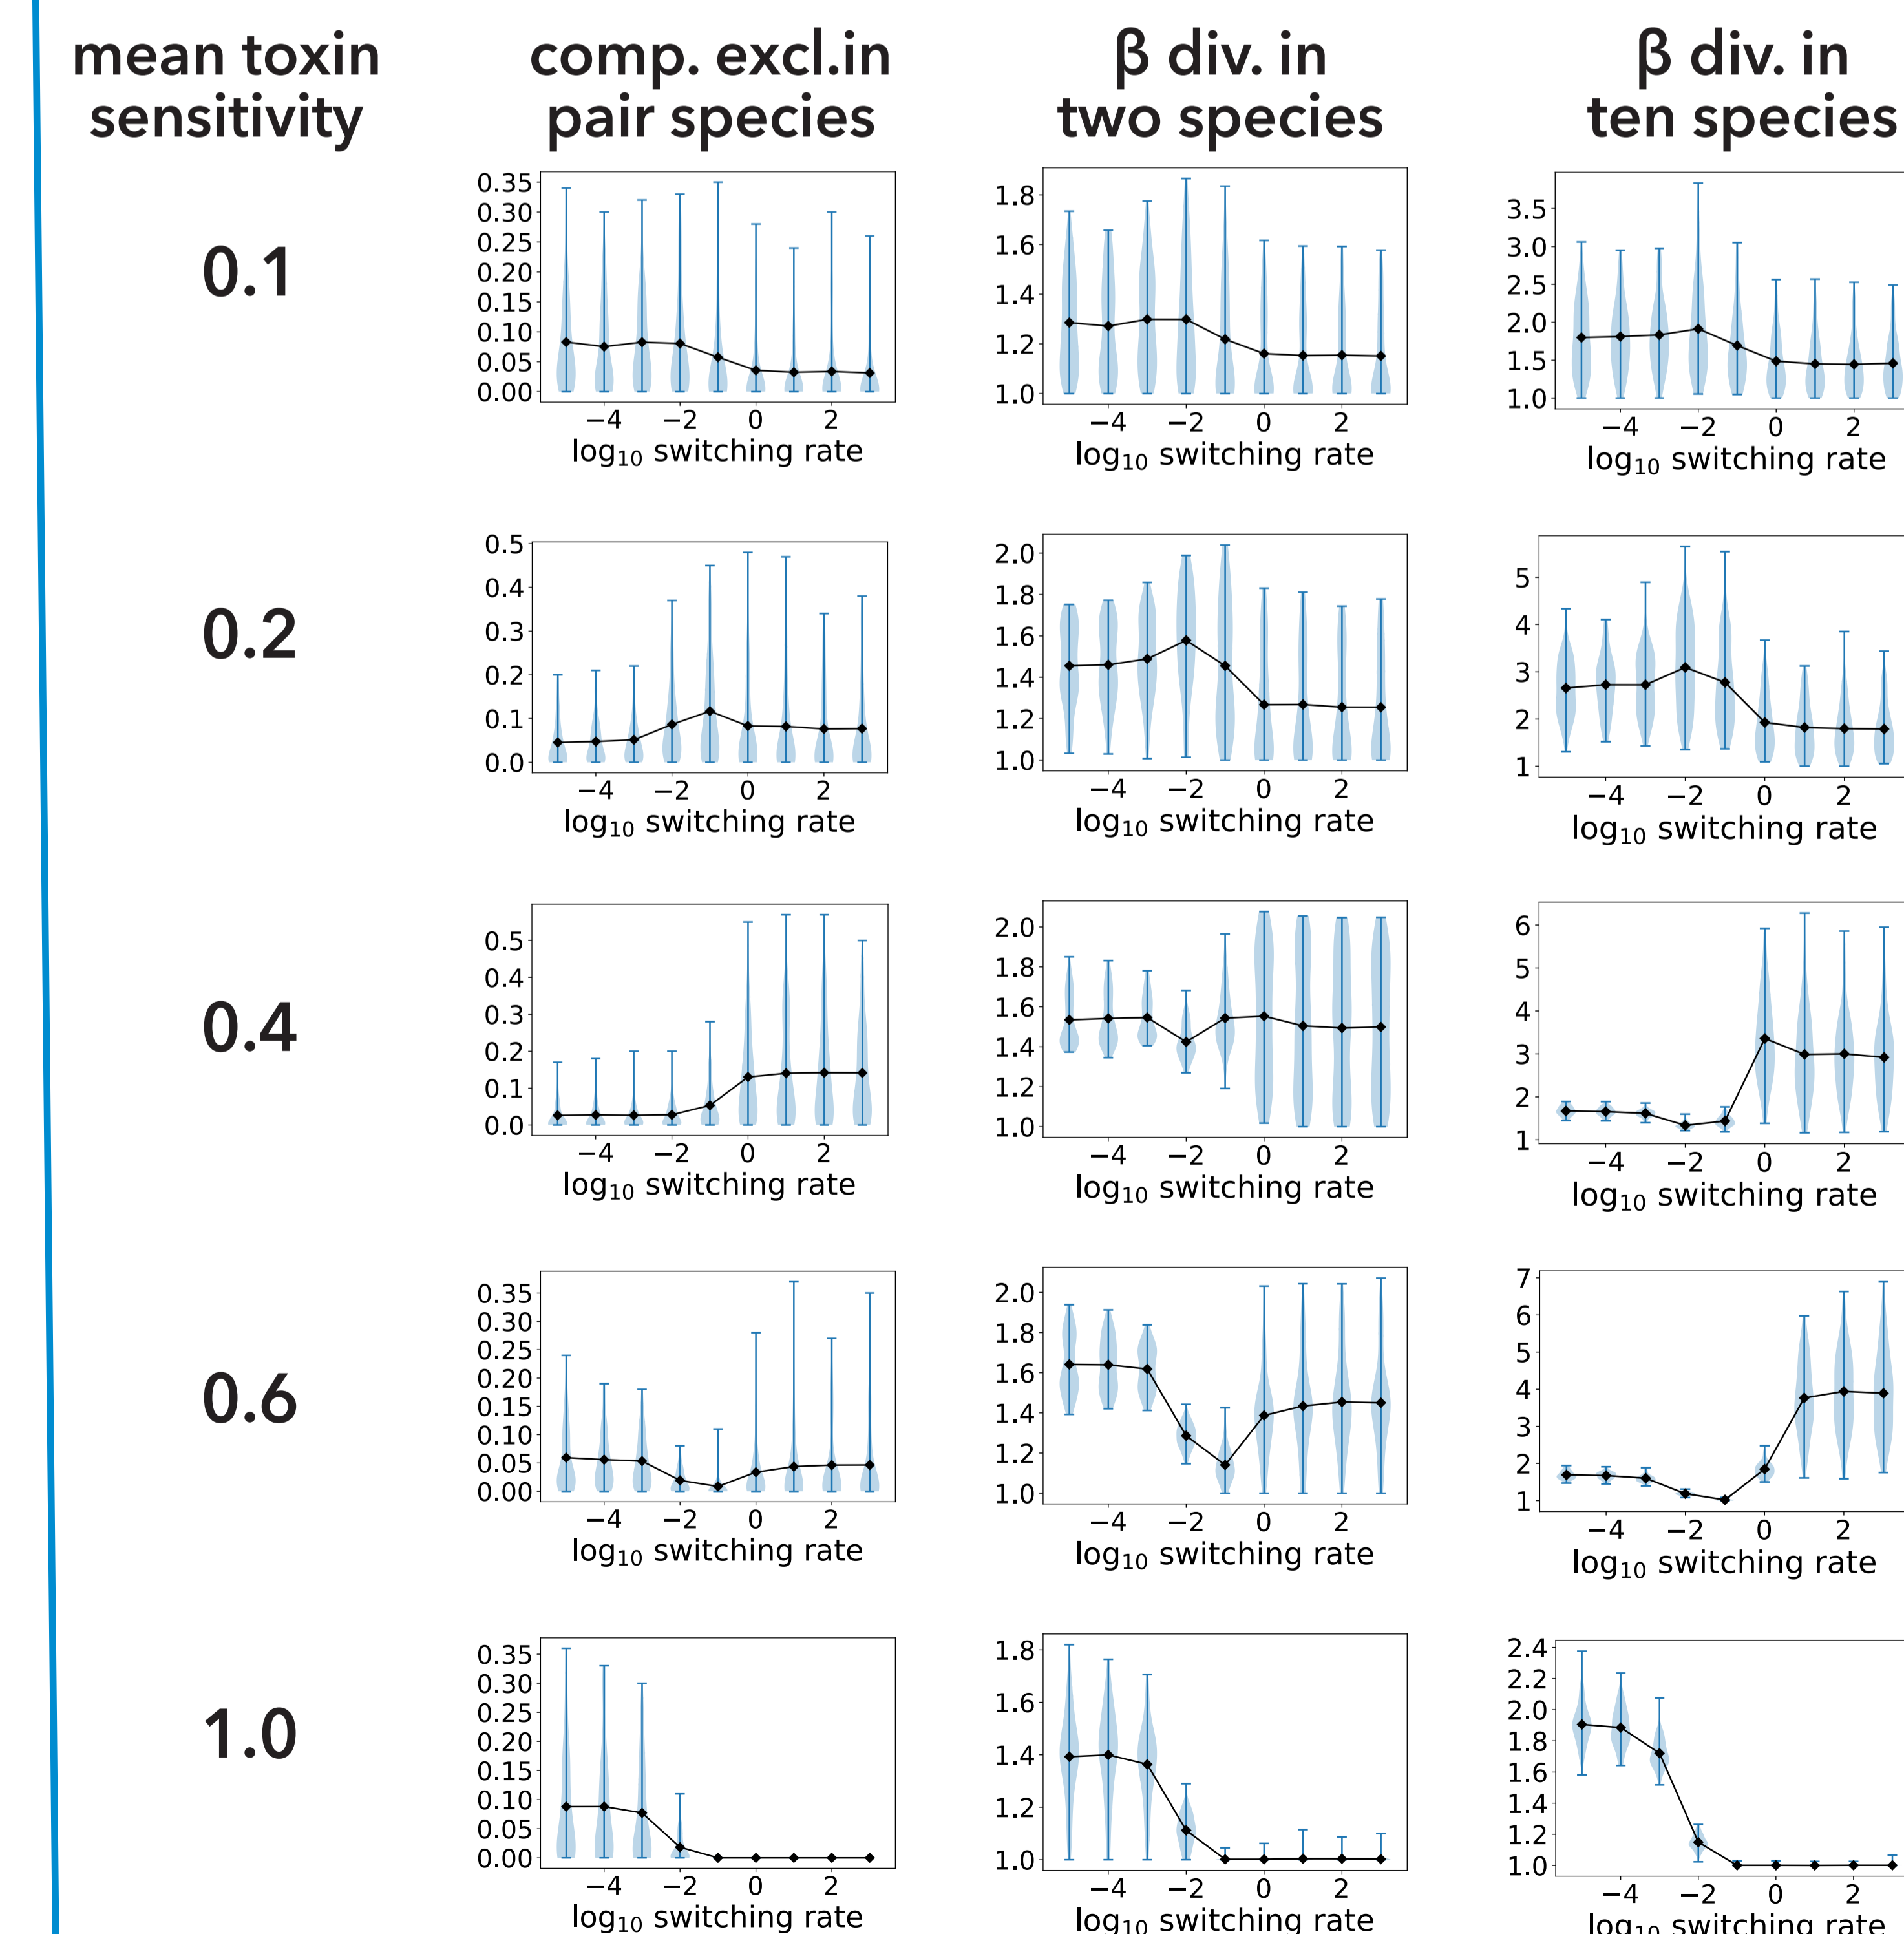 mean toxin sensitivity
comp. excl.in pair species
β div. in two species
β div. in ten species
0.1
0.35
0.30
0.25
0.20
0.15
0.10
0.05
0.00
−4 −2 0 2
log₁₀ switching rate
1.8
1.6
1.4
1.2
1.0
−4 −2 0 2
log₁₀ switching rate
3.5
3.0
2.5
2.0
1.5
1.0
−4 −2 0 2
log₁₀ switching rate
0.2
0.5
0.4
0.3
0.2
0.1
0.0
−4 −2 0 2
log₁₀ switching rate
2.0
1.8
1.6
1.4
1.2
1.0
−4 −2 0 2
log₁₀ switching rate
5
4
3
2
1
−4 −2 0 2
log₁₀ switching rate
0.4
0.5
0.4
0.3
0.2
0.1
0.0
−4 −2 0 2
log₁₀ switching rate
2.0
1.8
1.6
1.4
1.2
1.0
−4 −2 0 2
log₁₀ switching rate
6
5
4
3
2
1
−4 −2 0 2
log₁₀ switching rate
0.6
0.35
0.30
0.25
0.20
0.15
0.10
0.05
0.00
−4 −2 0 2
log₁₀ switching rate
2.0
1.8
1.6
1.4
1.2
1.0
−4 −2 0 2
log₁₀ switching rate
7
6
5
4
3
2
1
−4 −2 0 2
log₁₀ switching rate
1.0
0.35
0.30
0.25
0.20
0.15
0.10
0.05
0.00
−4 −2 0 2
log₁₀ switching rate
1.8
1.6
1.4
1.2
1.0
−4 −2 0 2
log₁₀ switching rate
2.4
2.2
2.0
1.8
1.6
1.4
1.2
1.0
−4 −2 0 2
log₁₀ switching rate